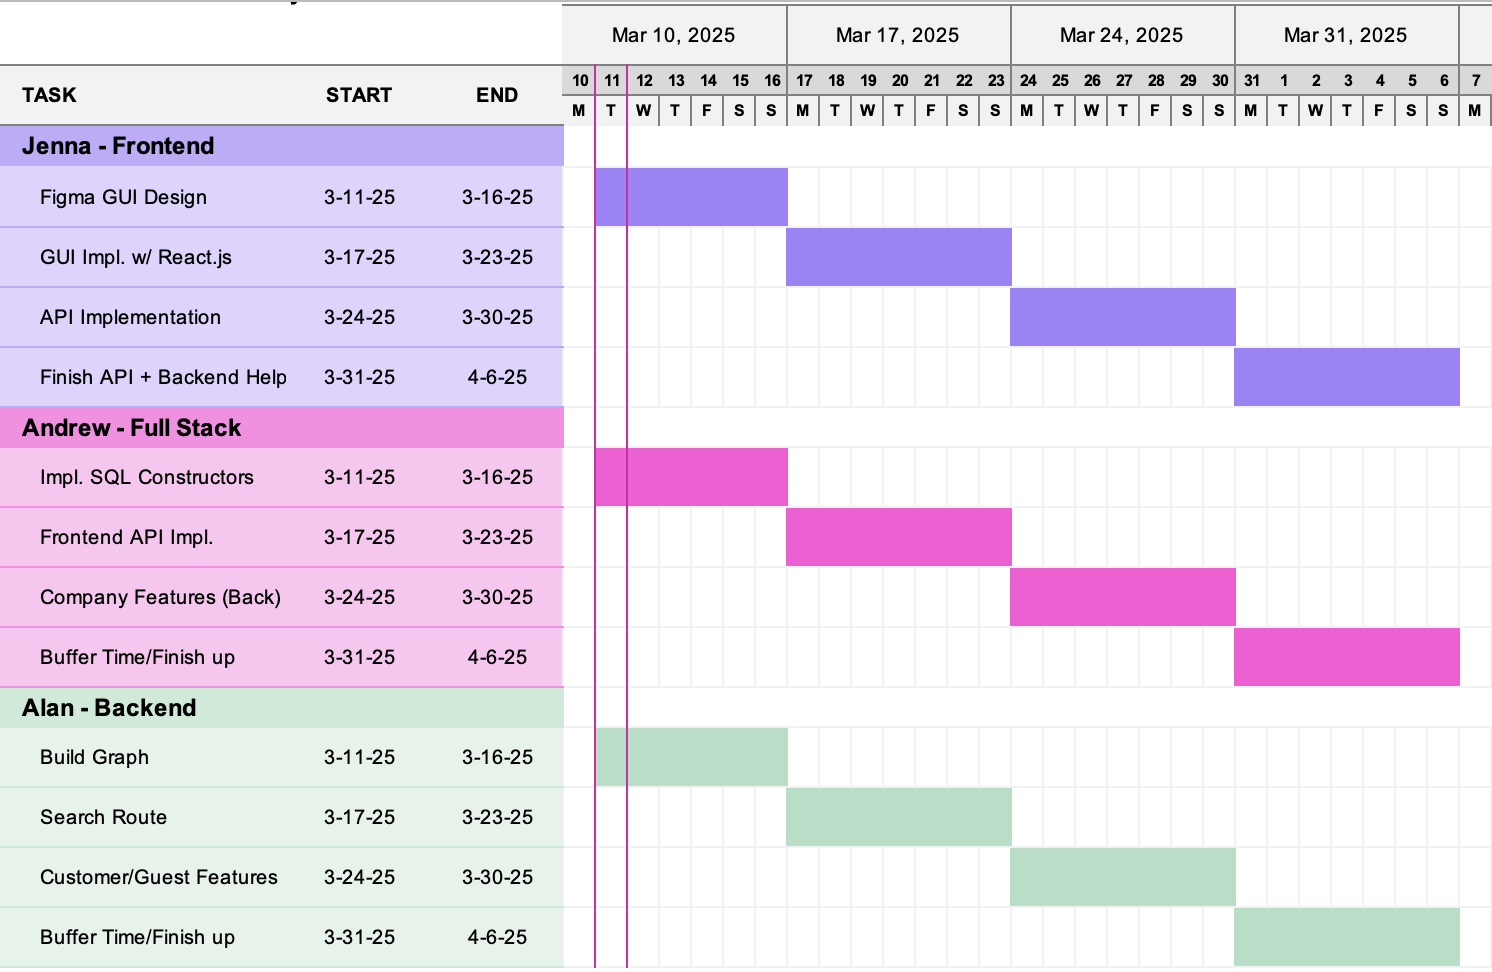 Mar 10, 2025 Mar 17, 2025 Mar 24, 2025 Mar 31, 2025
TASK START END
10 11 12 13 14 15 16 17 18 19 20 21 22 23 24 25 26 27 28 29 30 31 1 2 3 4 5 6 7
M T W T F S S M T W T F S S M T W T F S S M T W T F S S M
Jenna - Frontend
Figma GUI Design 3-11-25 3-16-25
GUI Impl. w/ React.js 3-17-25 3-23-25
API Implementation 3-24-25 3-30-25
Finish API + Backend Help 3-31-25 4-6-25
Andrew - Full Stack
Impl. SQL Constructors 3-11-25 3-16-25
Frontend API Impl. 3-17-25 3-23-25
Company Features (Back) 3-24-25 3-30-25
Buffer Time/Finish up 3-31-25 4-6-25
Alan - Backend
Build Graph 3-11-25 3-16-25
Search Route 3-17-25 3-23-25
Customer/Guest Features 3-24-25 3-30-25
Buffer Time/Finish up 3-31-25 4-6-25